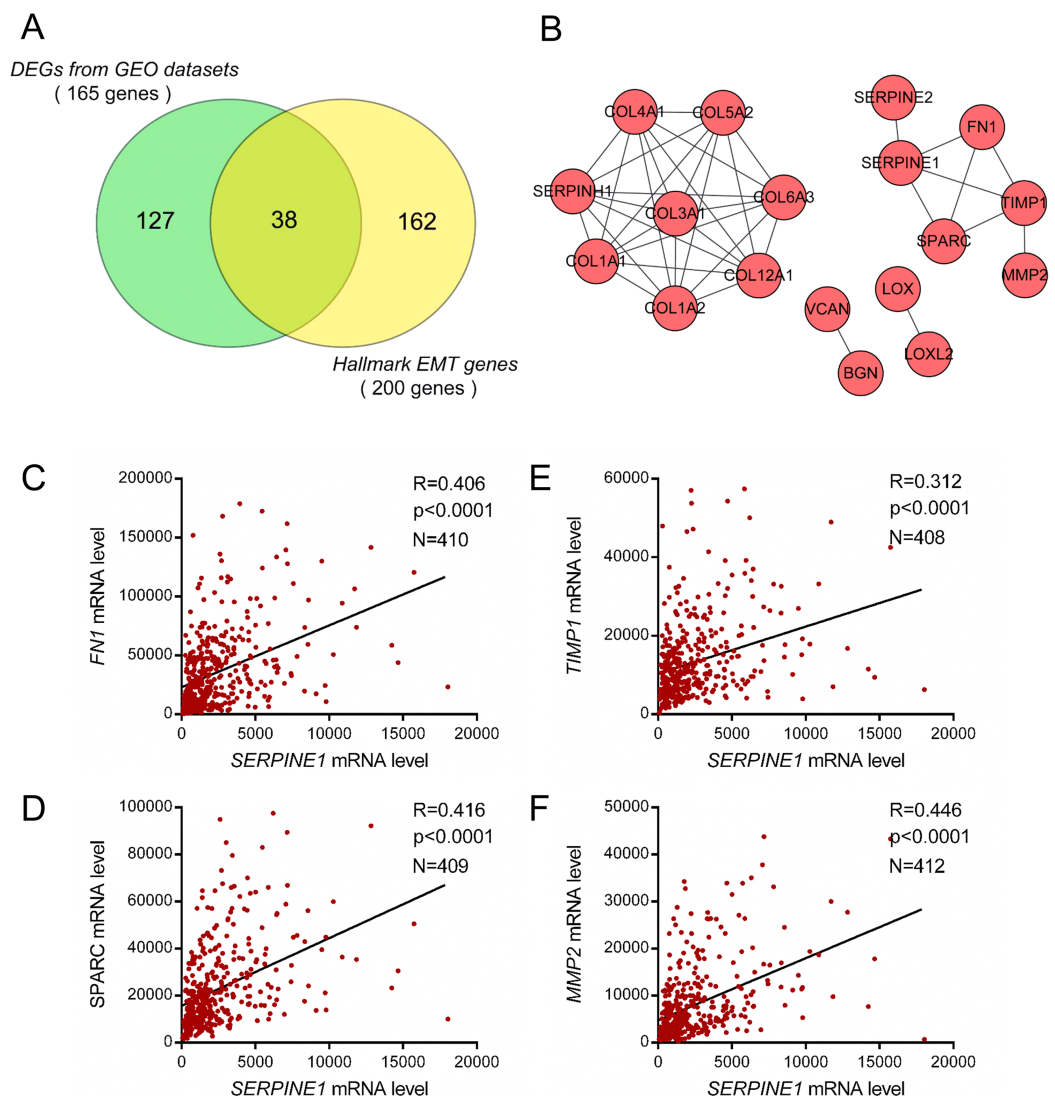 A
DEGs from GEO datasets
( 165 genes )
127
38
162
Hallmark EMT genes
( 200 genes )
B
COL4A1
COL5A2
SERPINH1
COL3A1
COL6A3
COL1A1
COL12A1
COL1A2
SERPINE2
FN1
SERPINE1
TIMP1
SPARC
MMP2
LOX
VCAN
LOXL2
BGN
C
200000
150000
100000
50000
0
FN1 mRNA level
R=0.406
p<0.0001
N=410
0
5000
10000
15000
20000
SERPINE1 mRNA level
E
60000
40000
20000
0
TIMP1 mRNA level
R=0.312
p<0.0001
N=408
0
5000
10000
15000
20000
SERPINE1 mRNA level
D
100000
80000
60000
40000
20000
0
SPARC mRNA level
R=0.416
p<0.0001
N=409
0
5000
10000
15000
20000
SERPINE1 mRNA level
F
50000
40000
30000
20000
10000
0
MMP2 mRNA level
R=0.446
p<0.0001
N=412
0
5000
10000
15000
20000
SERPINE1 mRNA level